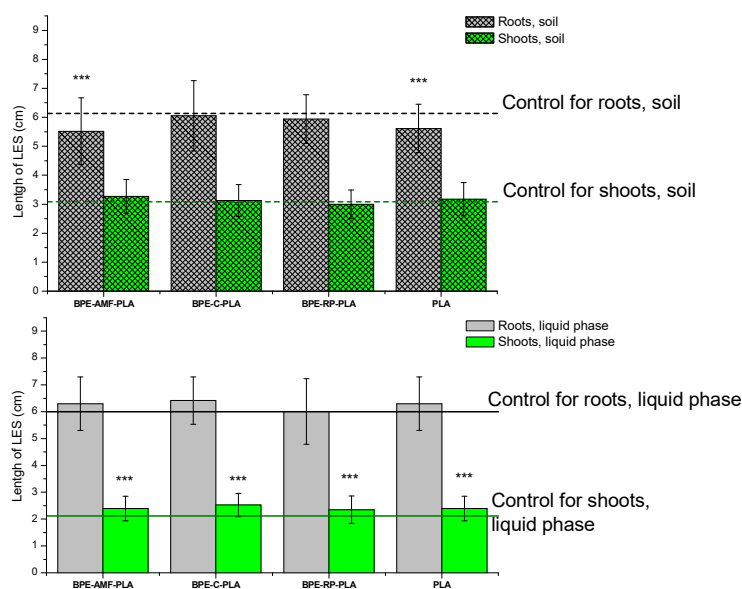 Roots, soil
Shoots, soil
9
8
7
6
5
4
3
2
1
0
Lentgh of LES (cm)
***
***
Control for roots, soil
Control for shoots, soil
BPE-AMF-PLA BPE-C-PLA BPE-RP-PLA PLA
Roots, liquid phase
Shoots, liquid phase
9
8
7
6
5
4
3
2
1
0
Lentgh of LES (cm)
Control for roots, liquid phase
*** *** *** ***
Control for shoots,
liquid phase
BPE-AMF-PLA BPE-C-PLA BPE-RP-PLA PLA